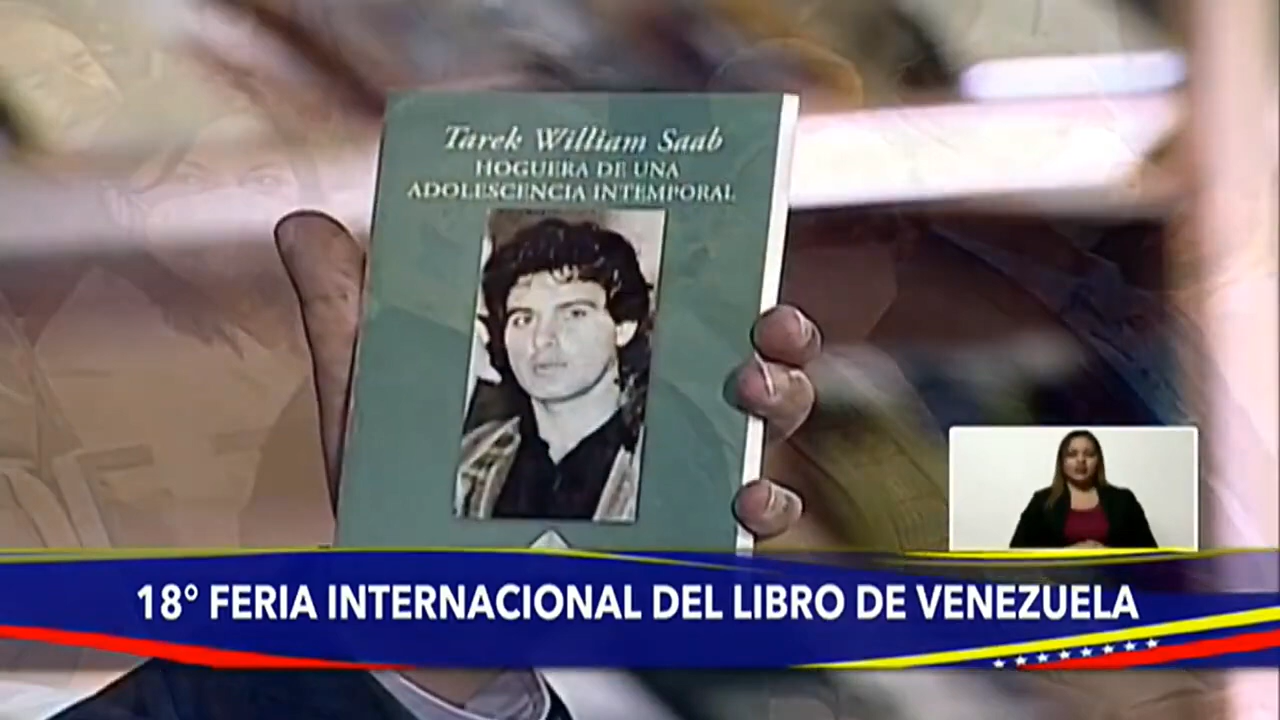 Tarek William Saab
HOGUERA DE UNA
ADOLESCENCIA INTEMPORAL
18° FERIA INTERNACIONAL DEL LIBRO DE VENEZUELA